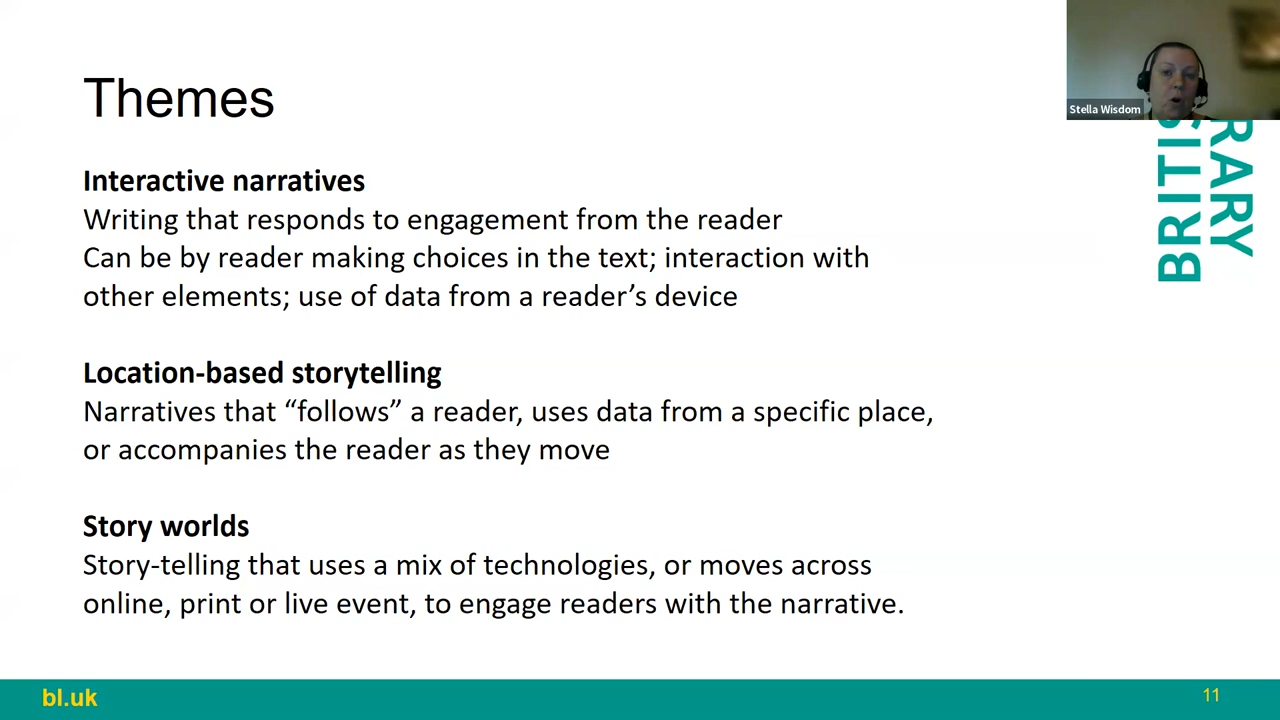 Themes
Stella Wisdom
Interactive narratives
Writing that responds to engagement from the reader
Can be by reader making choices in the text; interaction with
other elements; use of data from a reader’s device
Location-based storytelling
Narratives that “follows” a reader, uses data from a specific place,
or accompanies the reader as they move
Story worlds
Story-telling that uses a mix of technologies, or moves across
online, print or live event, to engage readers with the narrative.
BRITIS
RARY
bl.uk
11